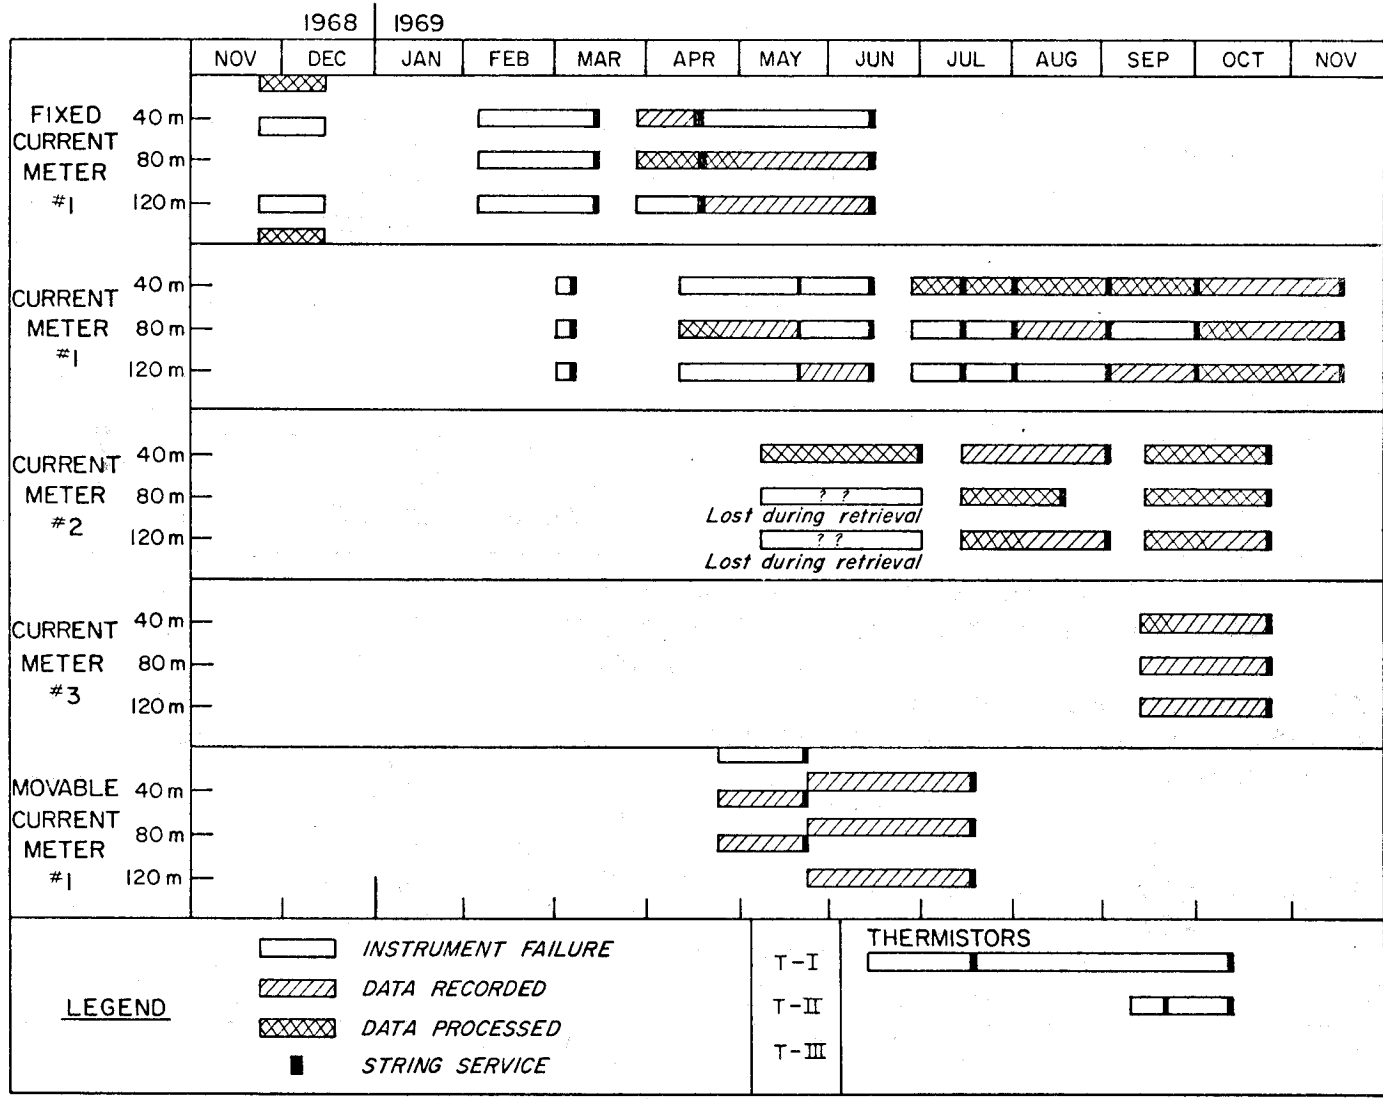 1968 1969
NOV DEC JAN FEB MAR APR MAY JUN JUL AUG SEP OCT NOV
FIXED CURRENT METER #1
40 m
80 m
120 m
CURRENT METER #1
40 m
80 m
120 m
CURRENT METER #2
40 m
80 m
? ?
Lost during retrieval
120 m
? ?
Lost during retrieval
CURRENT METER #3
40 m
80 m
120 m
MOVABLE CURRENT METER #1
40 m
80 m
120 m
LEGEND
INSTRUMENT FAILURE
DATA RECORDED
DATA PROCESSED
STRING SERVICE
THERMISTORS
T-I
T-II
T-III